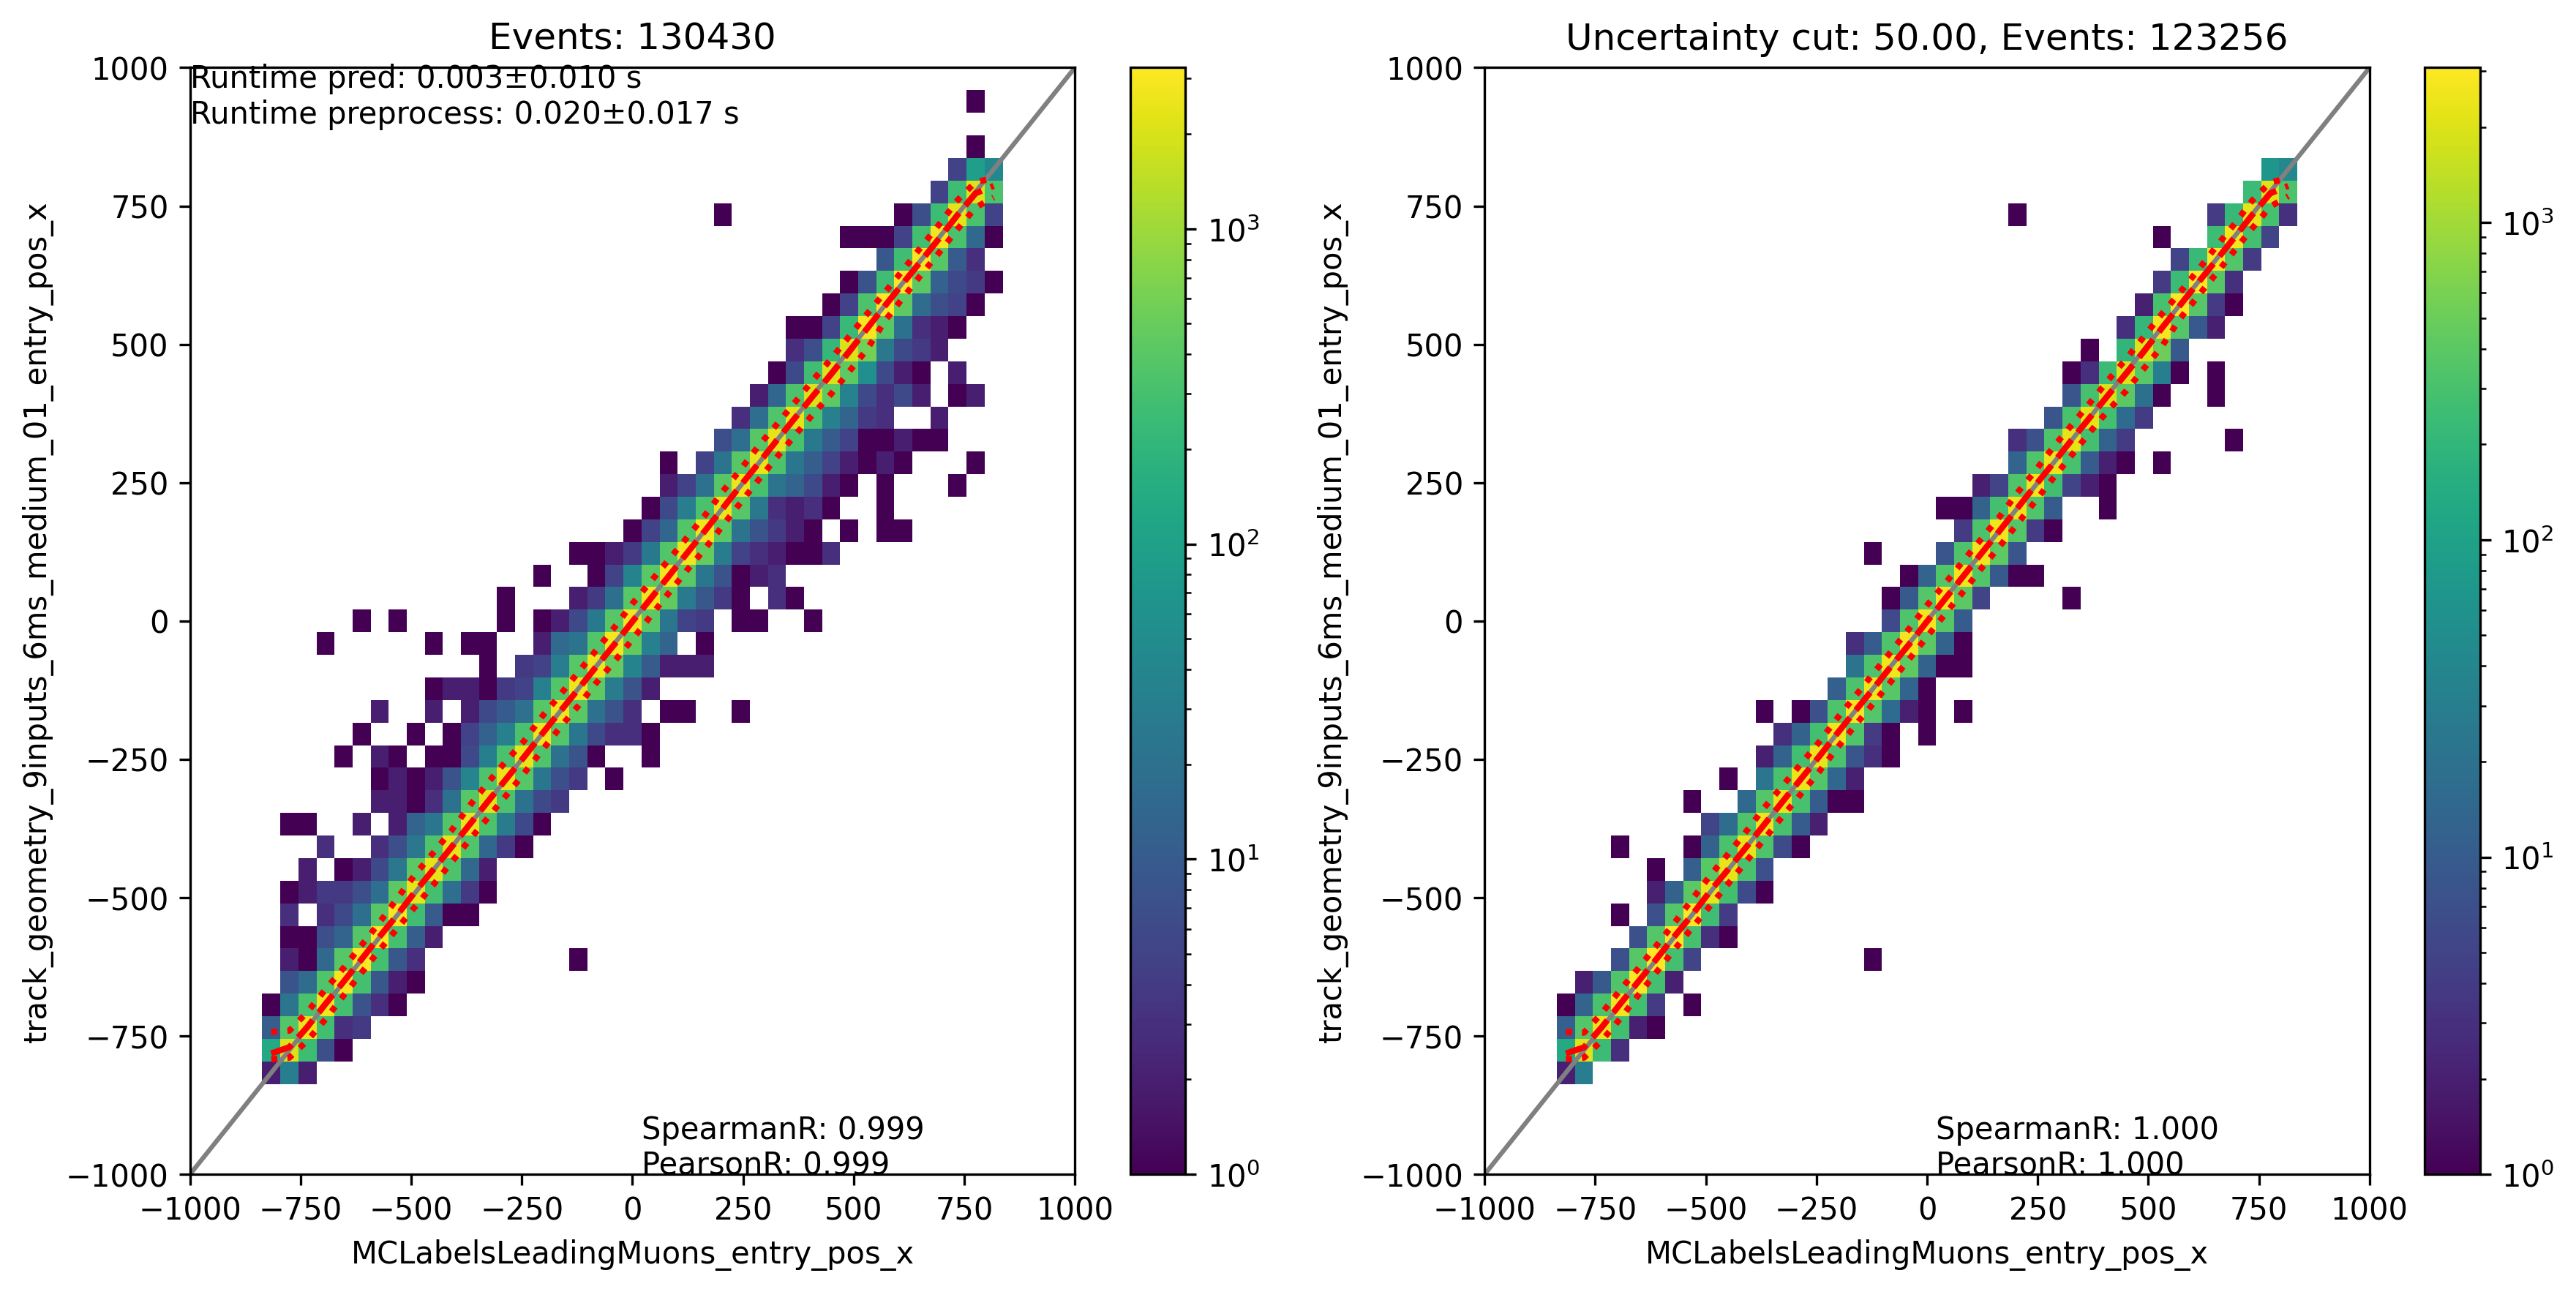 Events: 130430
Runtime pred: 0.003±0.010 s
Runtime preprocess: 0.020±0.017 s
1000
750
500
250
0
−250
−500
−750
−1000
track_geometry_9inputs_6ms_medium_01_entry_pos_x
SpearmanR: 0.999
PearsonR: 0.999
−1000 −750 −500 −250 0 250 500 750 1000
MCLabelsLeadingMuons_entry_pos_x
10³
10²
10¹
10⁰
Uncertainty cut: 50.00, Events: 123256
1000
750
500
250
0
−250
−500
−750
−1000
track_geometry_9inputs_6ms_medium_01_entry_pos_x
SpearmanR: 1.000
PearsonR: 1.000
−1000 −750 −500 −250 0 250 500 750 1000
MCLabelsLeadingMuons_entry_pos_x
10³
10²
10¹
10⁰